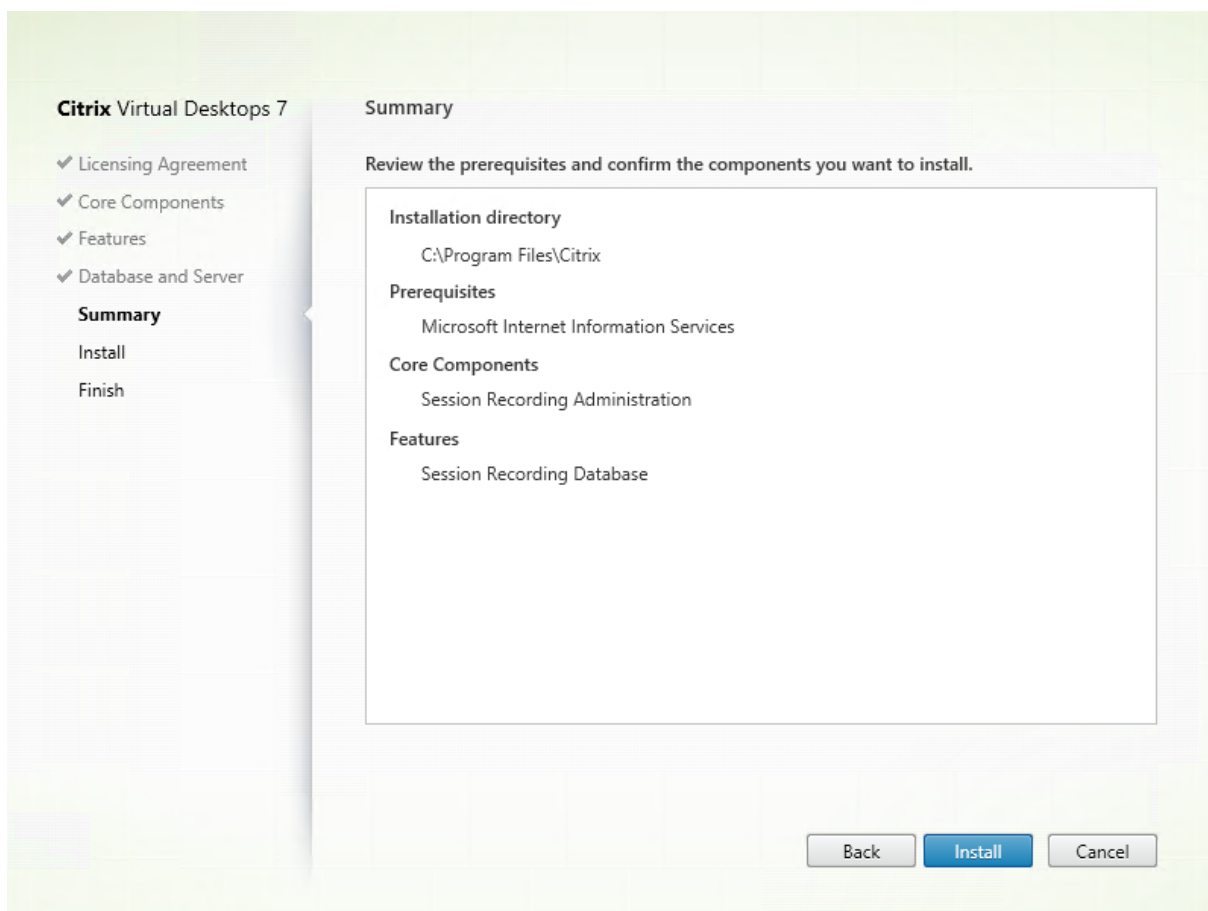 Citrix Virtual Desktops 7
Licensing Agreement
Core Components
Features
Database and Server
Summary
Install
Finish
Summary
Review the prerequisites and confirm the components you want to install.
Installation directory
C:\Program Files\Citrix
Prerequisites
Microsoft Internet Information Services
Core Components
Session Recording Administration
Features
Session Recording Database
Back
Install
Cancel